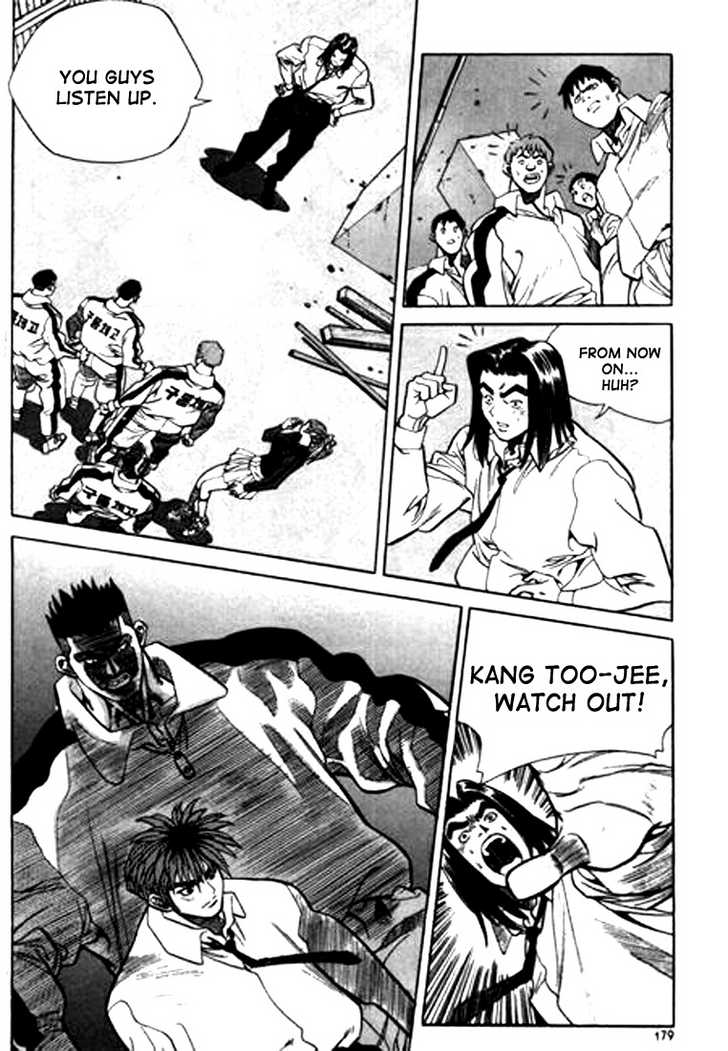 YOU GUYS
LISTEN UP.
FROM NOW
ON...
HUH?
KANG TOO-JEE,
WATCH OUT!
179